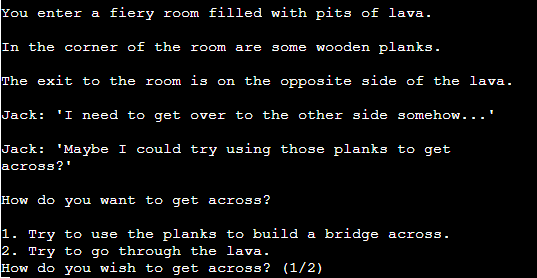 You enter a fiery room filled with pits of lava.
In the corner of the room are some wooden planks.
The exit to the room is on the opposite side of the lava.
Jack: 'I need to get over to the other side somehow...'
Jack: 'Maybe I could try using those planks to get
across?'
How do you want to get across?
1. Try to use the planks to build a bridge across.
2. Try to go through the lava.
How do you wish to get across? (1/2)